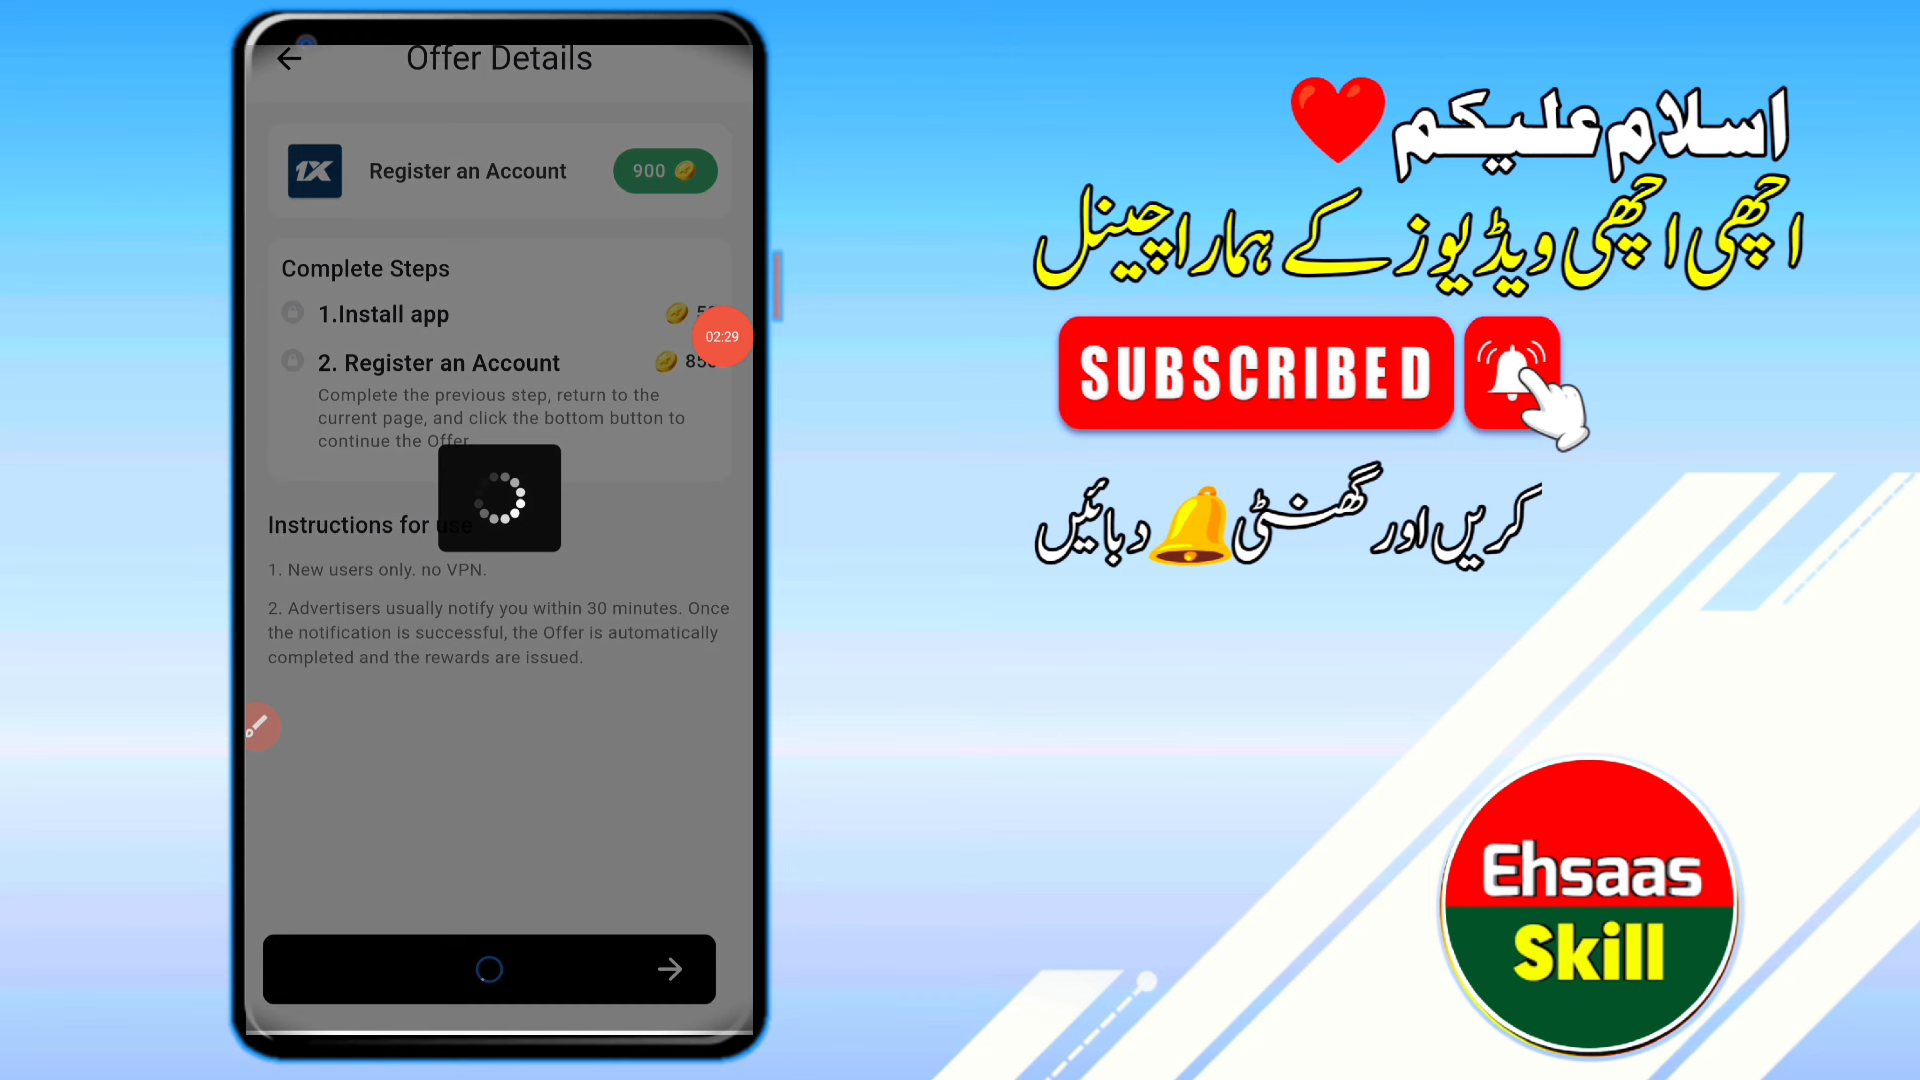 Offer Details
1X
Register an Account
900
Complete Steps
1.Install app
02:29
2. Register an Account
Complete the previous step, return to the
current page, and click the bottom button to
continue the Offer
Instructions for use
1. New users only. no VPN.
2. Advertisers usually notify you within 30 minutes. Once
the notification is successful, the Offer is automatically
completed and the rewards are issued.
اسلام علیکم
اچھی اچھی ویڈیوز کے ہمارا چینل
SUBSCRIBED
کریں اور گھنٹی دبائیں
Ehsaas
Skill